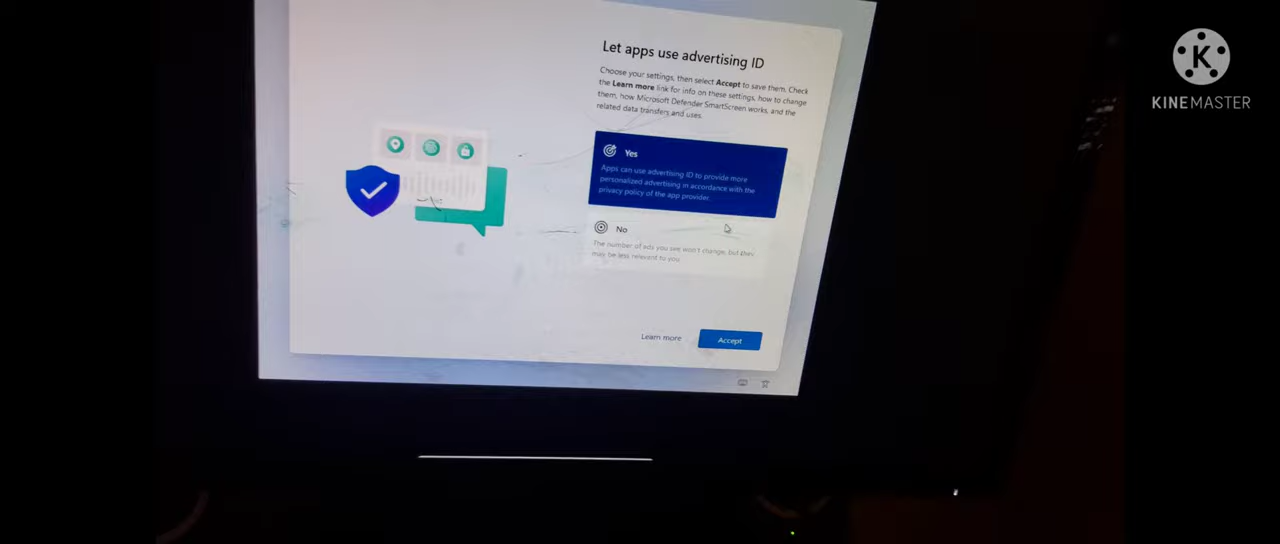 Let apps use advertising ID
Choose your settings, then select Accept to save them. Check
the Learn more link for info on these settings, how to change
them, how Microsoft Defender SmartScreen works, and the
related data transfers and uses.
Yes
Apps can use advertising ID to provide more
personalized advertising in accordance with the
privacy policy of the app provider.
No
The number of ads you see won't change, but they
may be less relevant to you.
Learn more
Accept
K
KINEMASTER